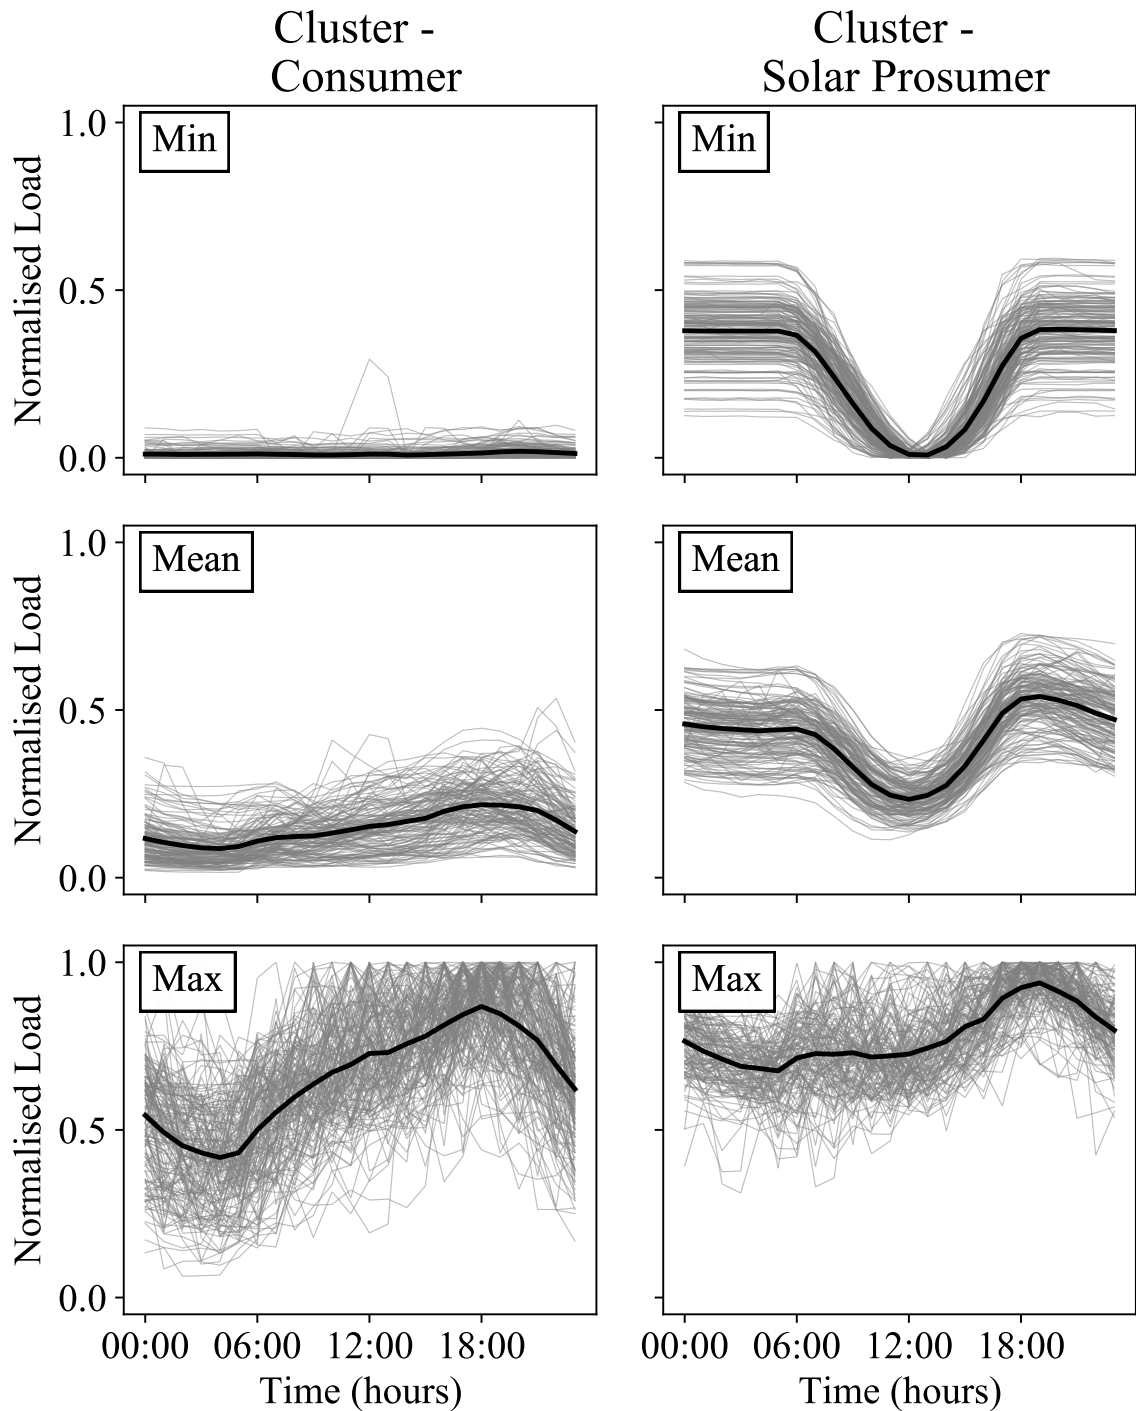 Cluster -
Consumer
Cluster -
Solar Prosumer
Normalised Load
1.0
0.5
0.0
Min
Min
Normalised Load
1.0
0.5
0.0
Mean
Mean
Normalised Load
1.0
0.5
0.0
Max
Max
00:00 06:00 12:00 18:00
00:00 06:00 12:00 18:00
Time (hours)
Time (hours)